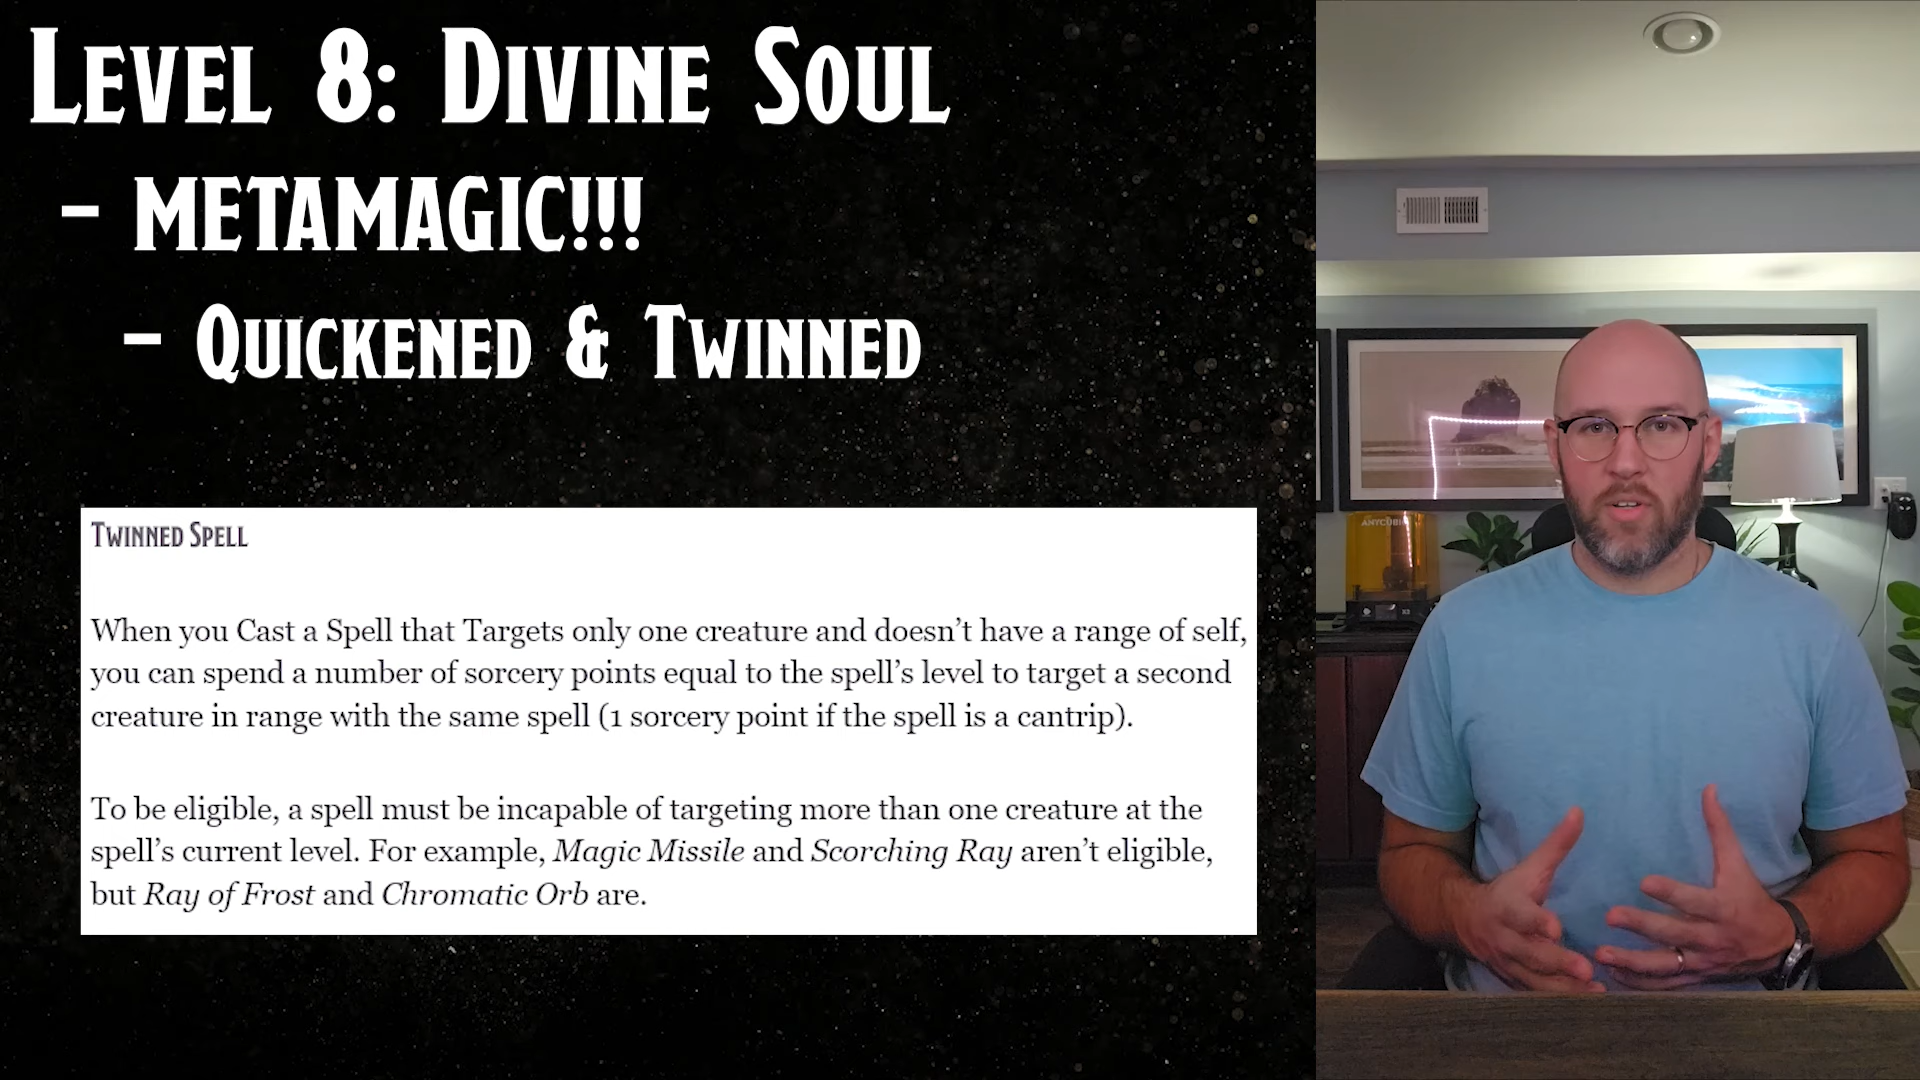 Level 8: Divine Soul
- METAMAGIC!!!
- Quickened & Twinned
Twinned Spell
When you Cast a Spell that Targets only one creature and doesn’t have a range of self,
you can spend a number of sorcery points equal to the spell’s level to target a second
creature in range with the same spell (1 sorcery point if the spell is a cantrip).
To be eligible, a spell must be incapable of targeting more than one creature at the
spell’s current level. For example, Magic Missile and Scorching Ray aren’t eligible,
but Ray of Frost and Chromatic Orb are.
ANYCUBIC